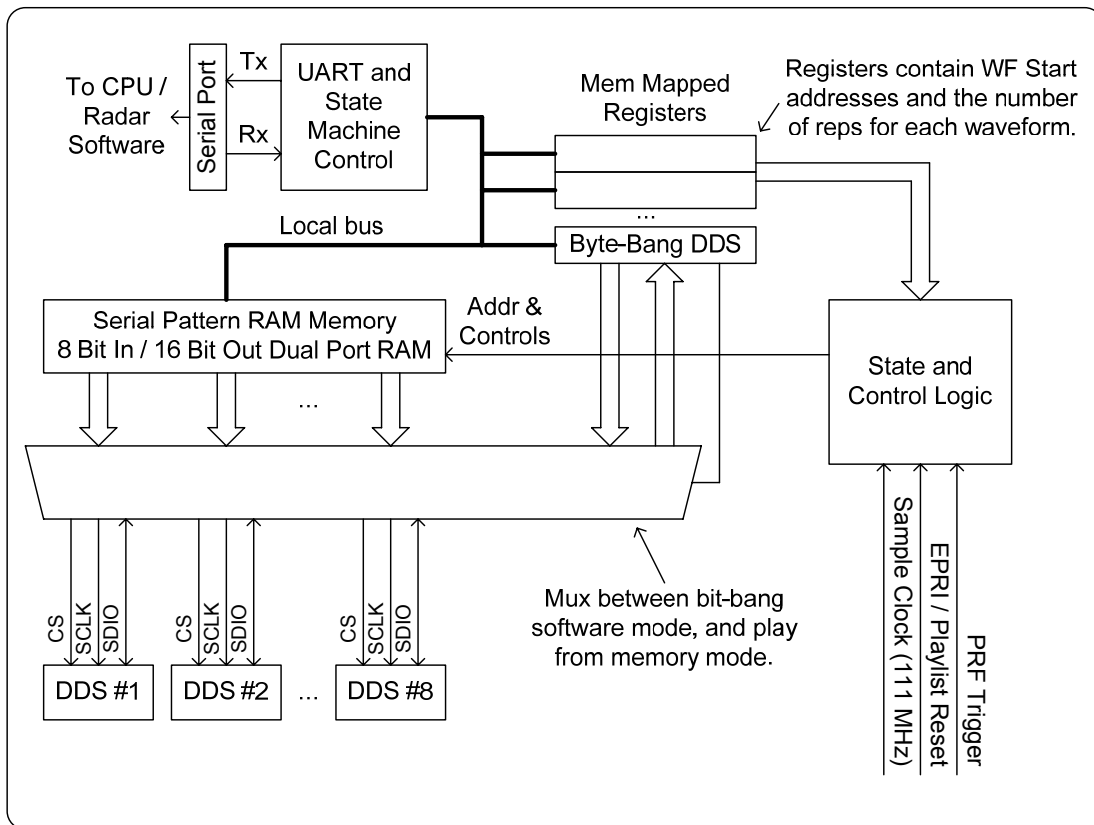 To CPU /
Radar
Software
Serial Port
Tx
Rx
UART and
State
Machine
Control
Mem Mapped
Registers
...
Registers contain WF Start
addresses and the number
of reps for each waveform.
Local bus
Byte-Bang DDS
Serial Pattern RAM Memory
8 Bit In / 16 Bit Out Dual Port RAM
Addr &
Controls
State and
Control Logic
...
CS
SCLK
SDIO
CS
SCLK
SDIO
CS
SCLK
SDIO
DDS #1
DDS #2
...
DDS #8
Mux between bit-bang
software mode, and play
from memory mode.
Sample Clock (111 MHz)
EPRI / Playlist Reset
PRF Trigger